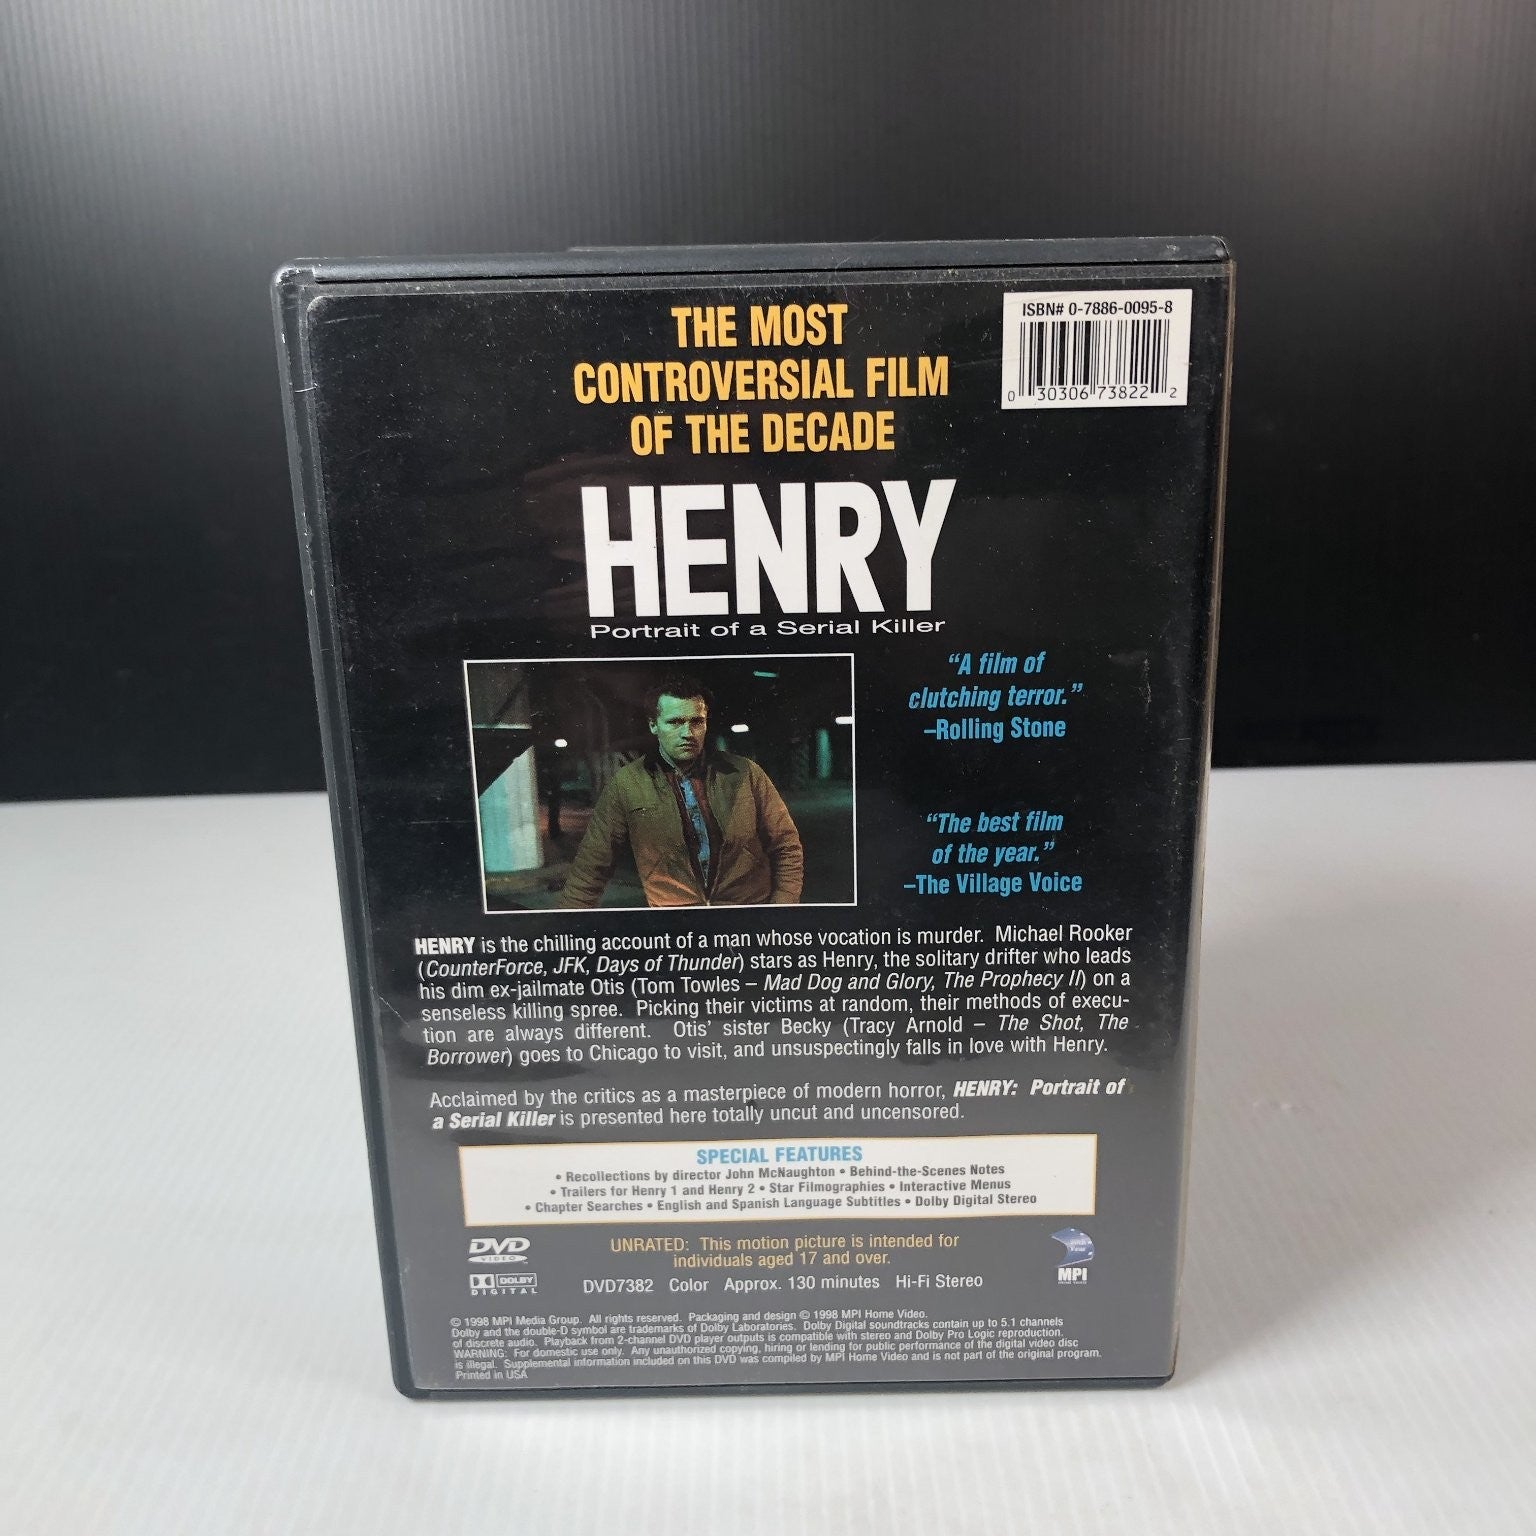 THE MOST
CONTROVERSIAL FILM
OF THE DECADE
ISBN# 0-7886-0095-8
0 30306 73822 2
HENRY
Portrait of a Serial Killer
“A film of
clutching terror.”
–Rolling Stone
“The best film
of the year.”
–The Village Voice
HENRY is the chilling account of a man whose vocation is murder. Michael Rooker
(CounterForce, JFK, Days of Thunder) stars as Henry, the solitary drifter who leads
his dim ex-jailmate Otis (Tom Towles – Mad Dog and Glory, The Prophecy II) on a
senseless killing spree. Picking their victims at random, their methods of execu-
tion are always different. Otis’ sister Becky (Tracy Arnold – The Shot, The
Borrower) goes to Chicago to visit, and unsuspectingly falls in love with Henry.
Acclaimed by the critics as a masterpiece of modern horror, HENRY: Portrait of
a Serial Killer is presented here totally uncut and uncensored.
SPECIAL FEATURES
• Recollections by director John McNaughton • Behind-the-Scenes Notes
• Trailers for Henry 1 and Henry 2 • Star Filmographies • Interactive Menus
• Chapter Searches • English and Spanish Language Subtitles • Dolby Digital Stereo
DVD
VIDEO
UNRATED: This motion picture is intended for
individuals aged 17 and over.
DOLBY
DIGITAL
DVD7382 Color Approx. 130 minutes Hi-Fi Stereo
MPI
© 1998 MPI Media Group. All rights reserved. Packaging and design © 1998 MPI Home Video.
Dolby and the double-D symbol are trademarks of Dolby Laboratories. Dolby Digital soundtracks contain up to 5.1 channels
of discrete audio. Playback from 2-channel DVD player outputs is compatible with stereo and Dolby Pro Logic reproduction.
WARNING: For domestic use only. Any unauthorized copying, hiring or lending for public performance of the digital video disc
is illegal. Supplemental information included on this DVD was compiled by MPI Home Video and is not part of the original program.
Printed in USA